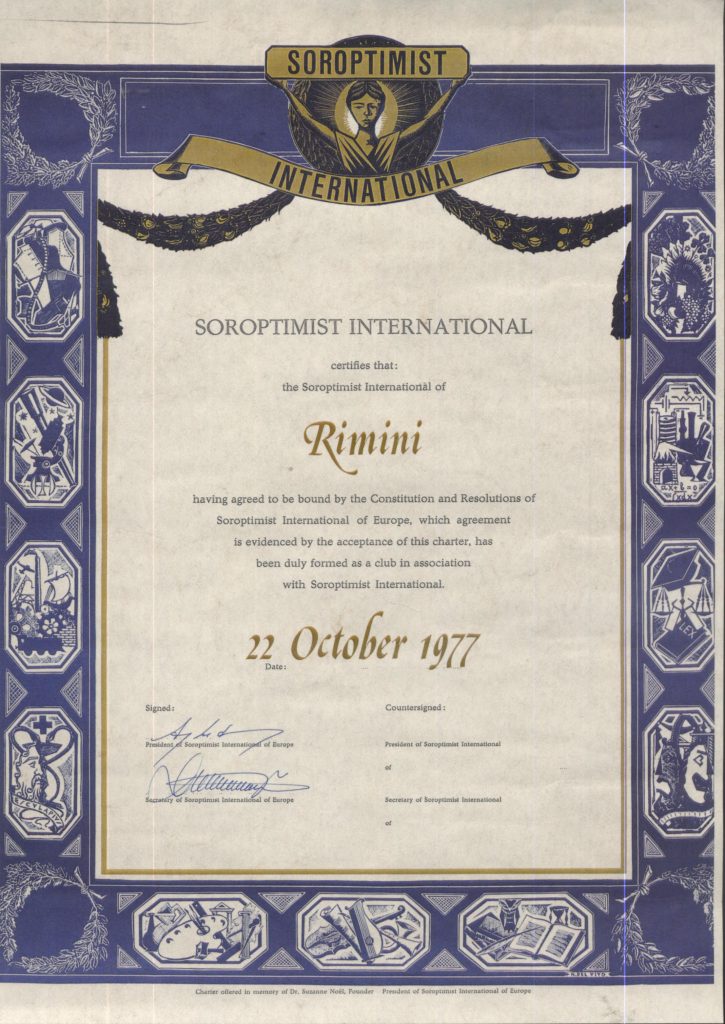 SOROPTIMIST
INTERNATIONAL
SOROPTIMIST INTERNATIONAL
certifies that:
the Soroptimist International of
Rimini
having agreed to be bound by the Constitution and Resolutions of
Soroptimist International of Europe, which agreement
is evidenced by the acceptance of this charter, has
been duly formed as a club in association
with Soroptimist International.
22 October 1977
Date:
Signed:
Countersigned:
President of Soroptimist International of Europe
President of Soroptimist International
of
Secretary of Soroptimist International of Europe
Secretary of Soroptimist International
of
ax+b=0
LEX
Charter offered in memory of Dr. Suzanne Noël, Founder President of Soroptimist International of Europe